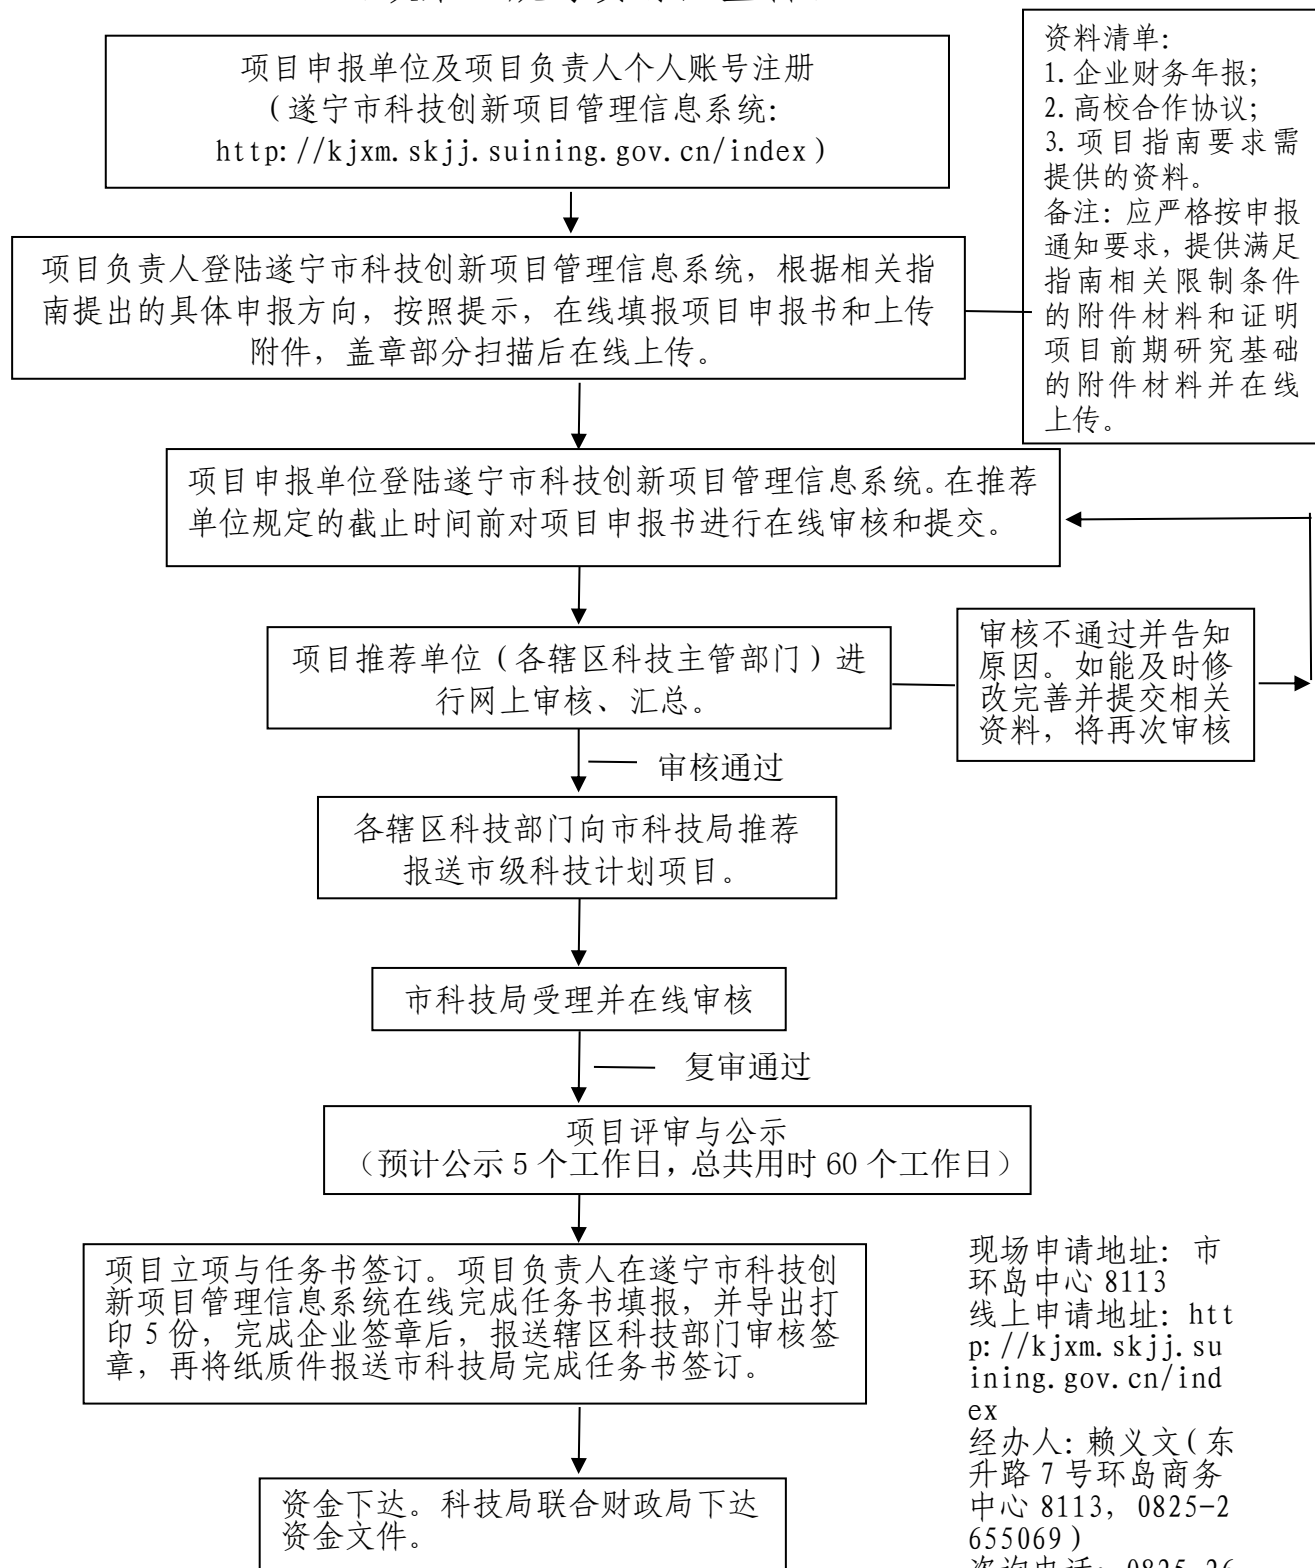 项目申报单位及项目负责人个人账号注册
（遂宁市科技创新项目管理信息系统：
http://kjxm.skjj.suining.gov.cn/index）
资料清单：
1.企业财务年报；
2.高校合作协议；
3.项目指南要求需
提供的资料。
备注：应严格按申报
通知要求，提供满足
指南相关限制条件
的附件材料和证明
项目前期研究基础
的附件材料并在线
上传。
项目负责人登陆遂宁市科技创新项目管理信息系统，根据相关指
南提出的具体申报方向，按照提示，在线填报项目申报书和上传
附件，盖章部分扫描后在线上传。
项目申报单位登陆遂宁市科技创新项目管理信息系统。在推荐
单位规定的截止时间前对项目申报书进行在线审核和提交。
项目推荐单位（各辖区科技主管部门）进
行网上审核、汇总。
审核不通过并告知
原因。如能及时修
改完善并提交相关
资料，将再次审核
审核通过
各辖区科技部门向市科技局推荐
报送市级科技计划项目。
市科技局受理并在线审核
复审通过
项目评审与公示
（预计公示 5 个工作日，总共用时 60 个工作日）
项目立项与任务书签订。项目负责人在遂宁市科技创
新项目管理信息系统在线完成任务书填报，并导出打
印 5 份，完成企业签章后，报送辖区科技部门审核签
章，再将纸质件报送市科技局完成任务书签订。
资金下达。科技局联合财政局下达
资金文件。
现场申请地址： 市
环岛中心 8113
线上申请地址：htt
p://kjxm.skjj.su
ining.gov.cn/ind
ex
经办人：赖义文（东
升路 7 号环岛商务
中心 8113，0825-2
655069）
咨询电话：0825-26